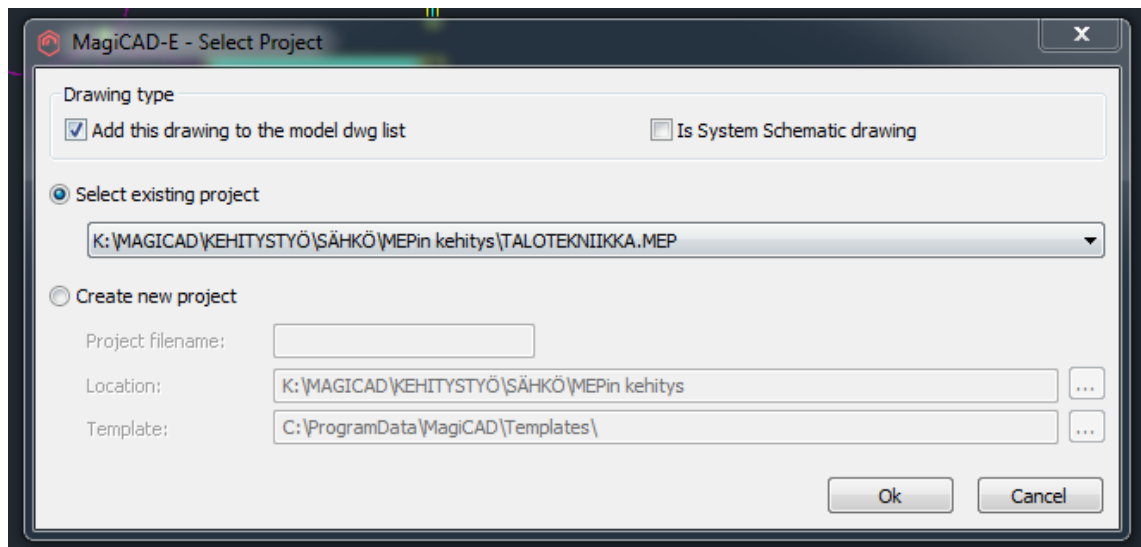 MagiCAD-E - Select Project
x
Drawing type
Add this drawing to the model dwg list Is System Schematic drawing
Select existing project
K:\MAGICAD\KEHITYSTYÖ\SÄHKÖ\MEPin kehitys\TALOTEKNIIKKA.MEP
Create new project
Project filename:
Location: K:\MAGICAD\KEHITYSTYÖ\SÄHKÖ\MEPin kehitys ...
Template: C:\ProgramData\MagiCAD\Templates\ ...
Ok Cancel